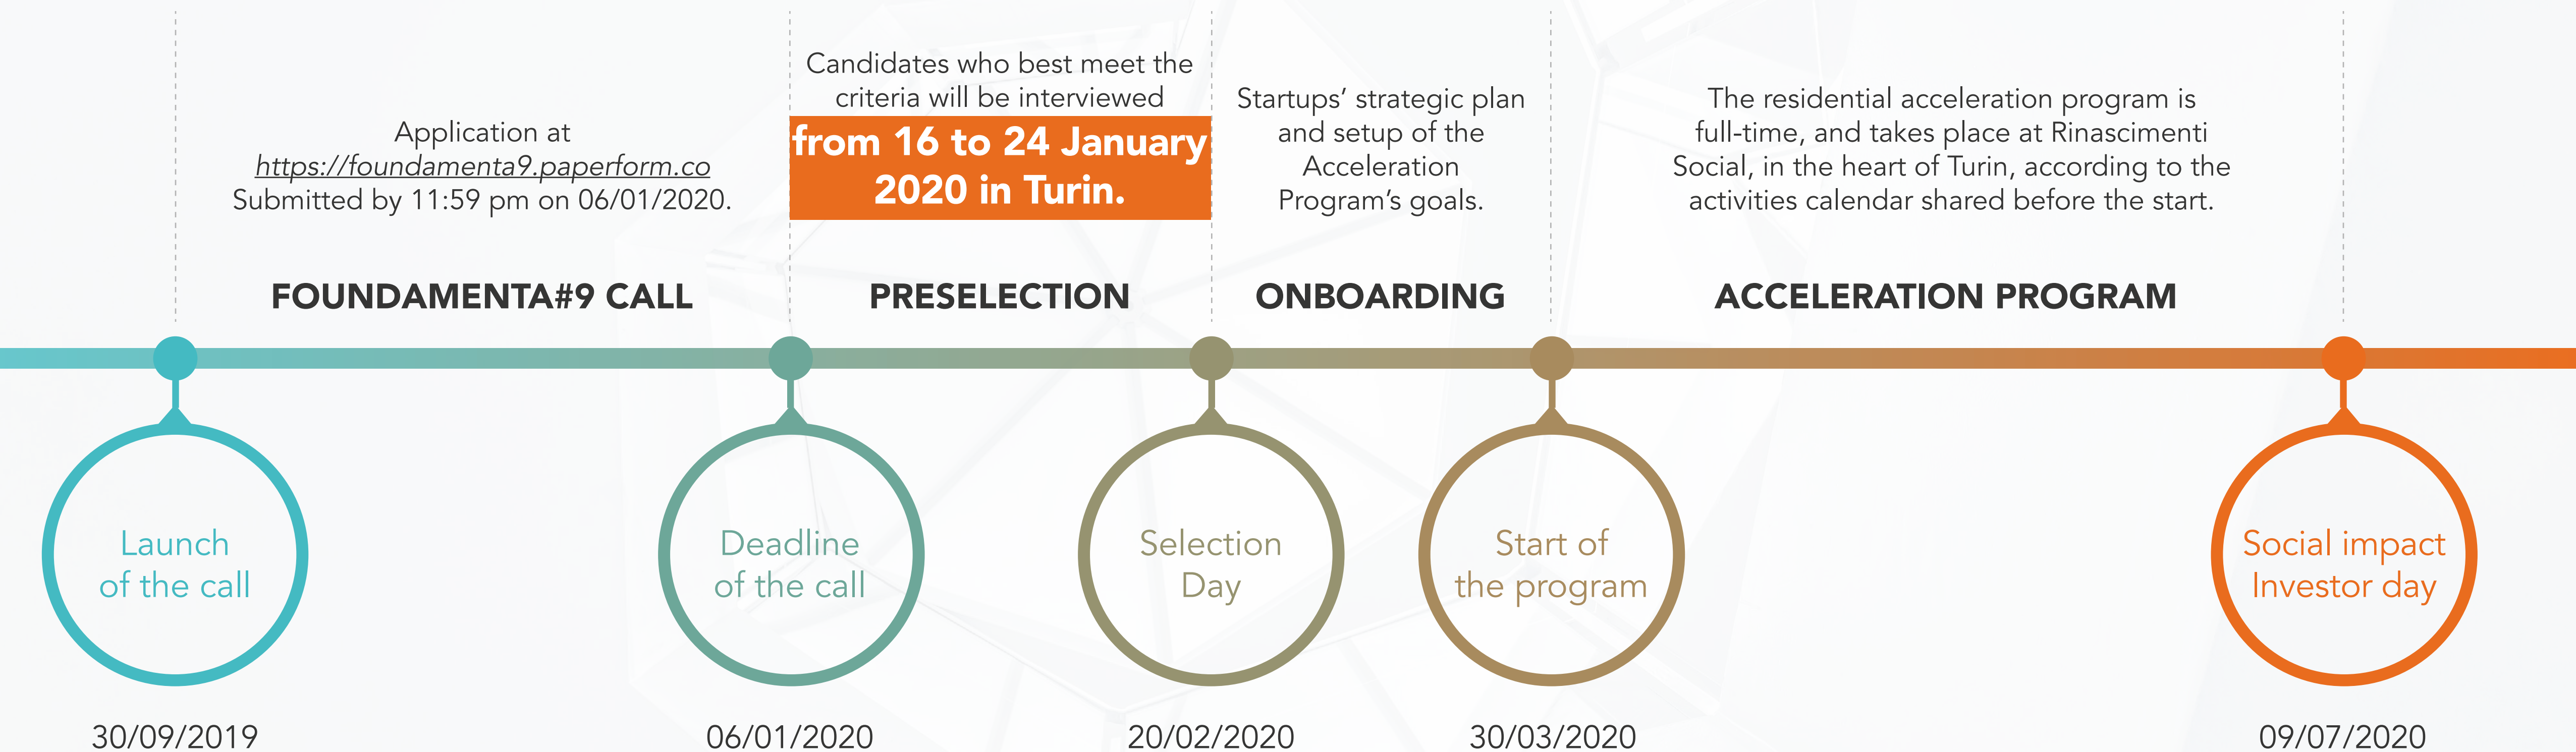 Application at
https://foundamenta9.paperform.co
Submitted by 11:59 pm on 06/01/2020.
Candidates who best meet the
criteria will be interviewed
from 16 to 24 January
2020 in Turin.
Startups’ strategic plan
and setup of the
Acceleration
Program’s goals.
The residential acceleration program is
full-time, and takes place at Rinascimenti
Social, in the heart of Turin, according to the
activities calendar shared before the start.
FOUNDAMENTA#9 CALL
PRESELECTION
ONBOARDING
ACCELERATION PROGRAM
Launch
of the call
Deadline
of the call
Selection
Day
Start of
the program
Social impact
Investor day
30/09/2019
06/01/2020
20/02/2020
30/03/2020
09/07/2020